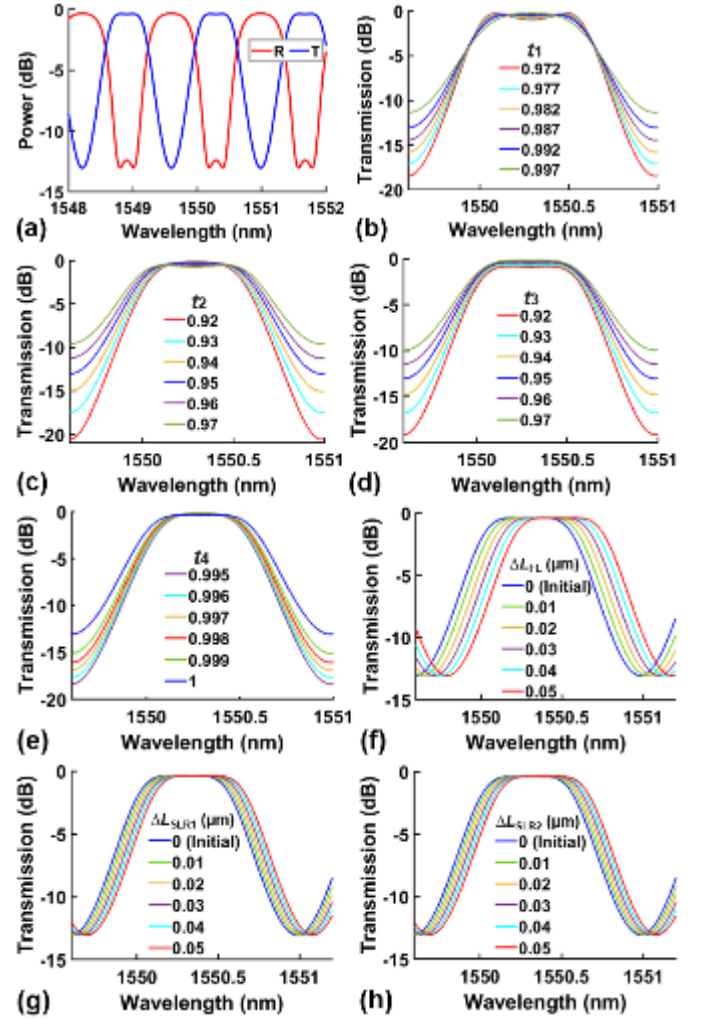 0
-5
-10
-15
Power (dB)
R T
1548 1549 1550 1551 1552
(a) Wavelength (nm)
0
-5
-10
-15
-20
Transmission (dB)
t1
0.972
0.977
0.982
0.987
0.992
0.997
1550 1550.5 1551
(b) Wavelength (nm)
0
-5
-10
-15
-20
Transmission (dB)
t2
0.92
0.93
0.94
0.95
0.96
0.97
1550 1550.5 1551
(c) Wavelength (nm)
0
-5
-10
-15
-20
Transmission (dB)
t3
0.92
0.93
0.94
0.95
0.96
0.97
1550 1550.5 1551
(d) Wavelength (nm)
0
-5
-10
-15
-20
Transmission (dB)
t4
0.995
0.996
0.997
0.998
0.999
1
1550 1550.5 1551
(e) Wavelength (nm)
0
-5
-10
-15
Transmission (dB)
(µm)
0 (Initial)
0.01
0.02
0.03
0.04
0.05
1550 1550.5 1551
(f) Wavelength (nm)
0
-5
-10
-15
Transmission (dB)
ΔLSLR1 (µm)
0 (Initial)
0.01
0.02
0.03
0.04
0.05
1550 1550.5 1551
(g) Wavelength (nm)
0
-5
-10
-15
Transmission (dB)
ΔLSLR2 (µm)
0 (Initial)
0.01
0.02
0.03
0.04
0.05
1550 1550.5 1551
(h) Wavelength (nm)